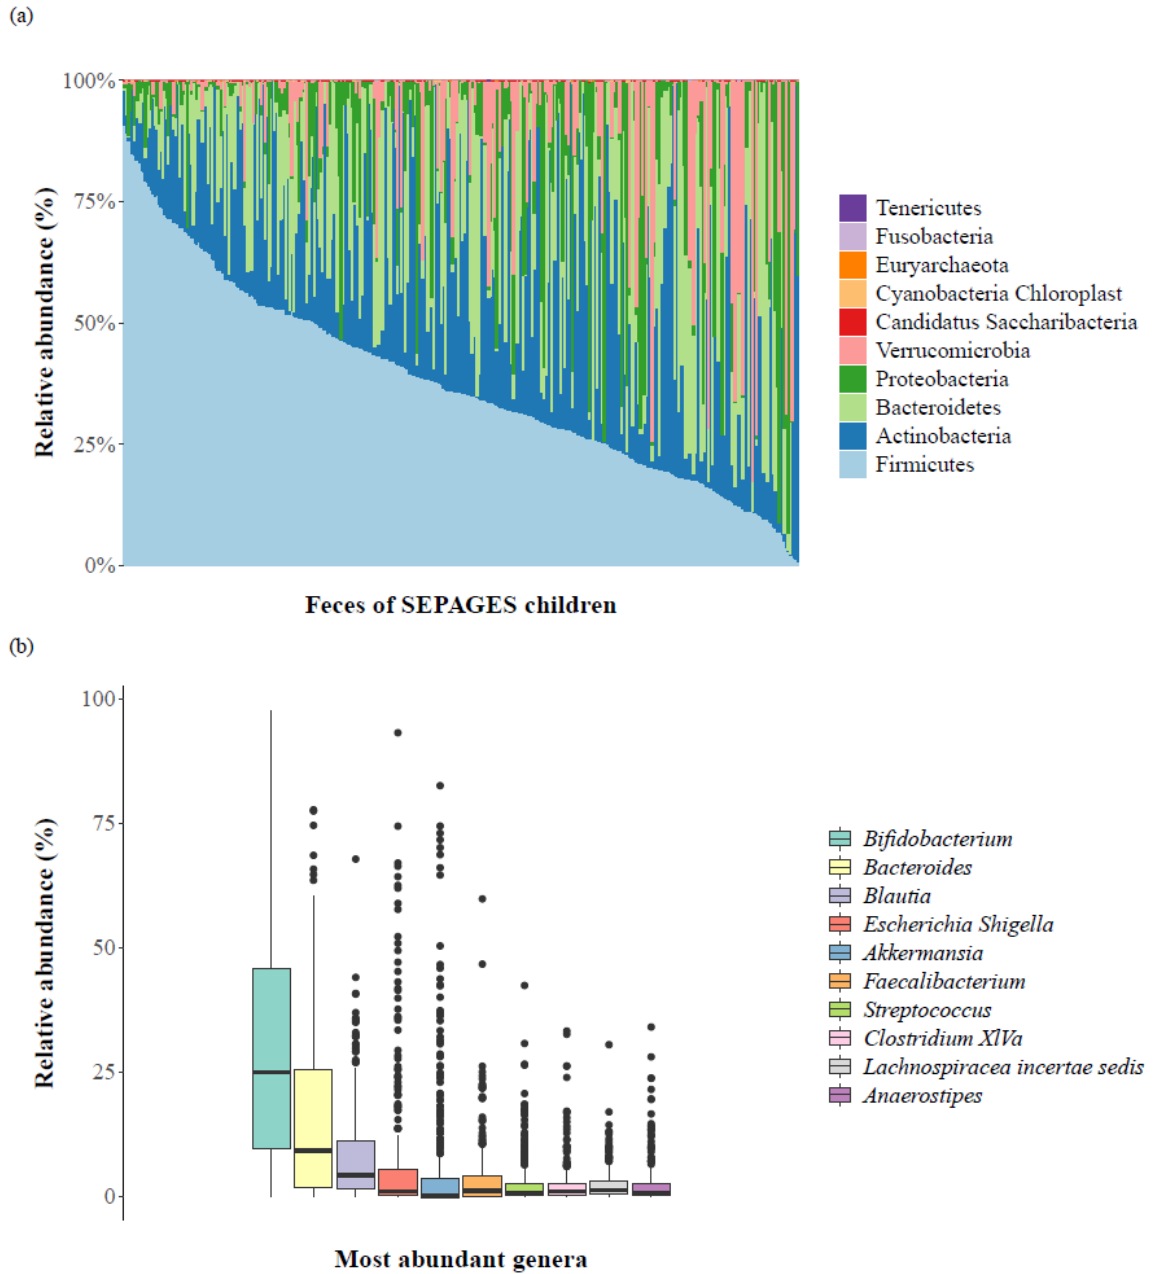 (a)
Relative abundance (%)
100%
75%
50%
25%
0%
Feces of SEPAGES children
Tenericutes
Fusobacteria
Euryarchaeota
Cyanobacteria Chloroplast
Candidatus Saccharibacteria
Verrucomicrobia
Proteobacteria
Bacteroidetes
Actinobacteria
Firmicutes
(b)
Relative abundance (%)
100
75
50
25
0
Most abundant genera
Bifidobacterium
Bacteroides
Blautia
Escherichia Shigella
Akkermansia
Faecalibacterium
Streptococcus
Clostridium XlVa
Lachnospiracea incertae sedis
Anaerostipes